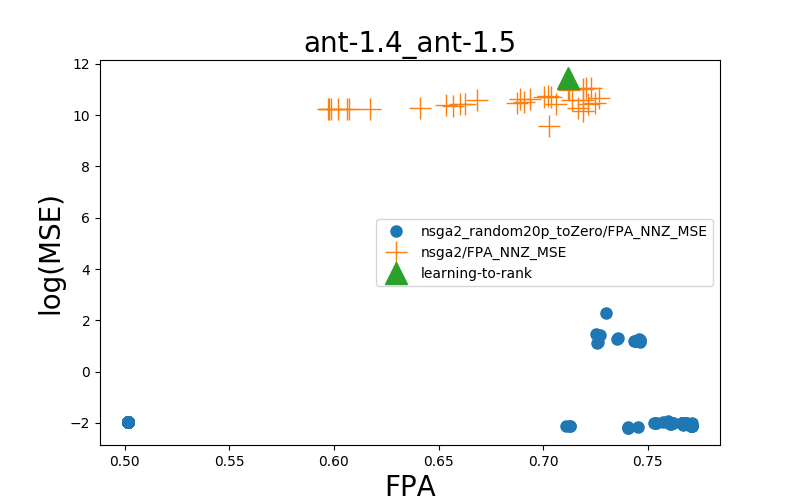 ant-1.4_ant-1.5
12
10
8
6
4
2
0
−2
log(MSE)
nsga2_random20p_toZero/FPA_NNZ_MSE
nsga2/FPA_NNZ_MSE
learning-to-rank
0.50 0.55 0.60 0.65 0.70 0.75
FPA